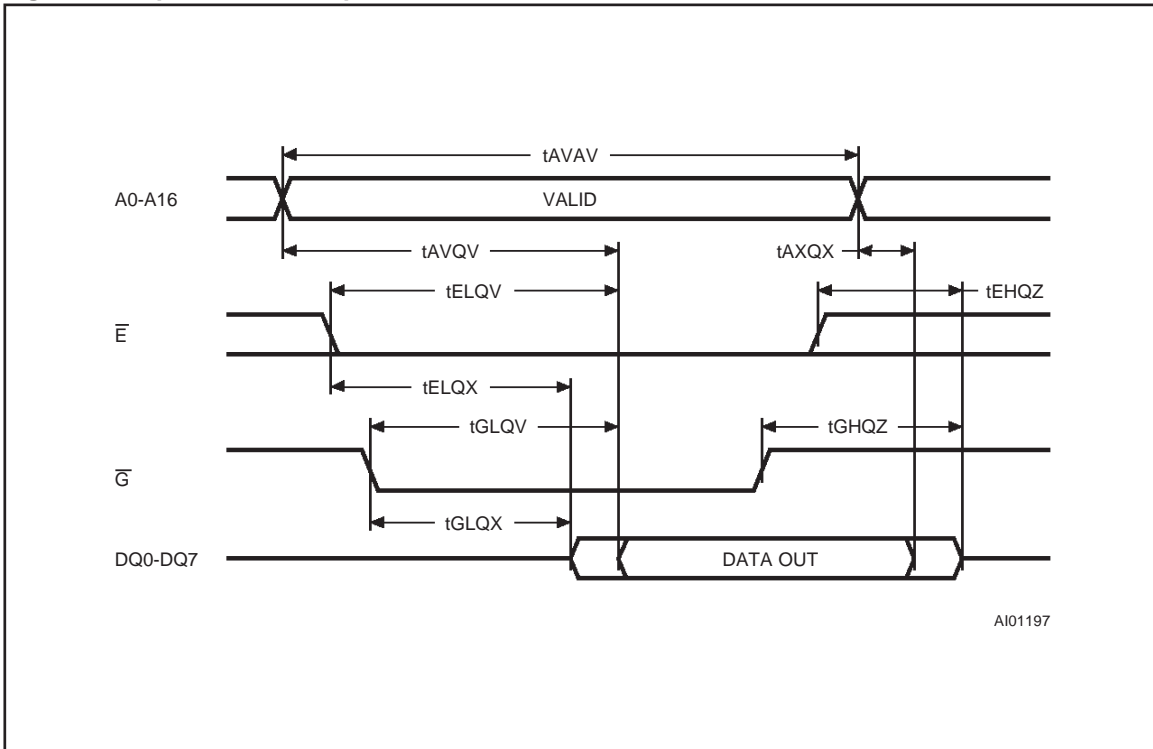 tAVAV
A0-A16
VALID
tAVQV
tAXQX
tELQV
tEHQZ
E̅
tELQX
tGLQV
tGHQZ
G̅
tGLQX
DQ0-DQ7
DATA OUT
AI01197